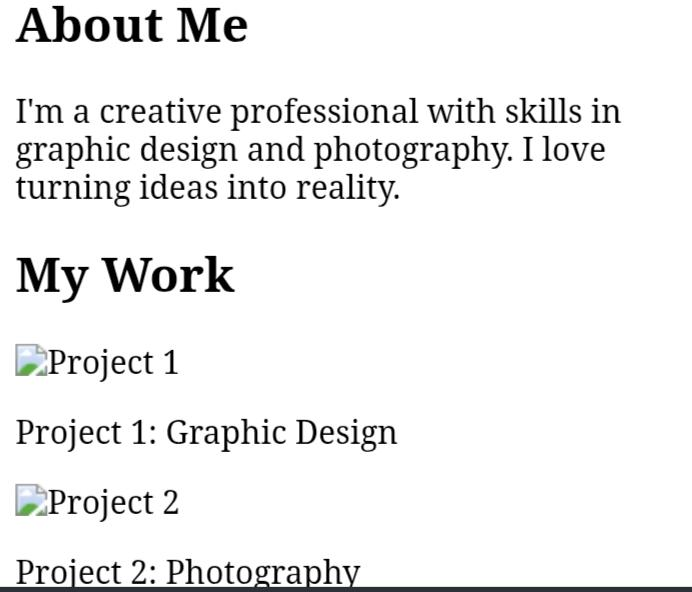 About Me
I'm a creative professional with skills in
graphic design and photography. I love
turning ideas into reality.
My Work
Project 1
Project 1: Graphic Design
Project 2
Project 2: Photography